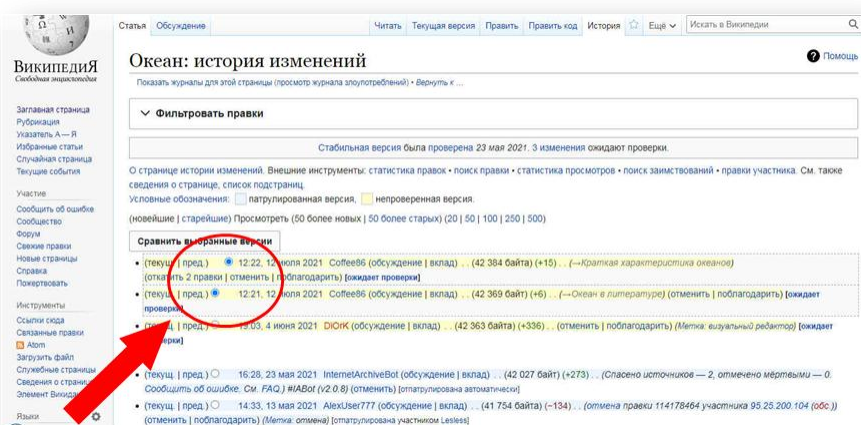 Статья Обсуждение Читать Текущая версия Править Править код История Ещё Искать в Википедии
ВИКИПЕДИЯ
Свободная энциклопедия
Океан: история изменений
Помощь
Показать журналы для этой страницы (просмотр журнала злоупотреблений) • Вернуть к ...
Фильтровать правки
Стабильная версия была проверена 23 мая 2021. 3 изменения ожидают проверки.
О странице истории изменений. Внешние инструменты: статистика правок • поиск правки • статистика просмотров • поиск заимствований • правки участника. См. также
сведения о странице, список подстраниц.
Условные обозначения: патрулированная версия, непроверенная версия.
(новейшие | старейшие) Просмотреть (50 более новых | 50 более старых) (20 | 50 | 100 | 250 | 500)
Сравнить выбранные версии
(текущ. | пред.) 12:22, 12 июля 2021 Coffee86 (обсуждение | вклад) . . (42 384 байта) (+15) . . (→Краткая характеристика океанов)
(откатить 2 правки | отменить | поблагодарить) [ожидает проверки]
(текущ. | пред.) 12:21, 12 июля 2021 Coffee86 (обсуждение | вклад) . . (42 369 байт) (+6) . . (→Океан в литературе) (отменить | поблагодарить) [ожидает
проверки]
(текущ. | пред.) 4 июня 2021 DiOrK (обсуждение | вклад) . . (42 363 байта) (+336) . . (отменить | поблагодарить) (Метка: визуальный редактор) [ожидает
(текущ. | пред.) 16:28, 23 мая 2021 InternetArchiveBot (обсуждение | вклад) . . (42 027 байт) (+273) . . (Спасено источников — 2, отмечено мёртвыми — 0.
Сообщить об ошибке. См. FAQ.) #IABot (v2.0.8) (отменить) [отпатрулирована автоматически]
(текущ. | пред.) 14:33, 13 мая 2021 AlexUser777 (обсуждение | вклад) . . (41 754 байта) (−134) . . (отмена правки 114178464 участника 95.25.200.104 (обс.))
(отменить | поблагодарить) (Метка: отмена) [отпатрулирована участником Lesless]
Заглавная страница
Рубрикация
Указатель А — Я
Избранные статьи
Случайная страница
Текущие события
Участие
Сообщить об ошибке
Сообщество
Форум
Свежие правки
Новые страницы
Справка
Пожертвовать
Инструменты
Ссылки сюда
Связанные правки
Atom
Загрузить файл
Служебные страницы
Сведения о
Элемент
Языки